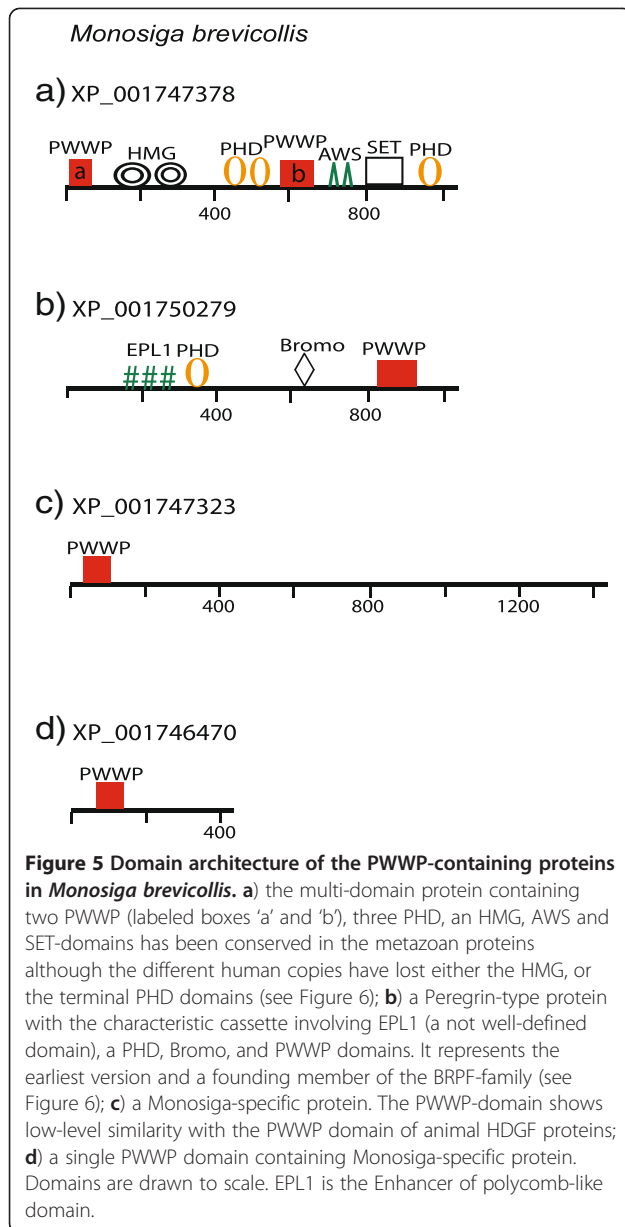 Monosiga brevicollis
a) XP_001747378
PWWP HMG PHD PWWP AWS SET PHD
a b
400 800
b) XP_001750279
EPL1 PHD Bromo PWWP
###
400 800
c) XP_001747323
PWWP
400 800 1200
d) XP_001746470
PWWP
400
Figure 5 Domain architecture of the PWWP-containing proteins
in Monosiga brevicollis. a) the multi-domain protein containing
two PWWP (labeled boxes ‘a’ and ‘b’), three PHD, an HMG, AWS and
SET-domains has been conserved in the metazoan proteins
although the different human copies have lost either the HMG, or
the terminal PHD domains (see Figure 6); b) a Peregrin-type protein
with the characteristic cassette involving EPL1 (a not well-defined
domain), a PHD, Bromo, and PWWP domains. It represents the
earliest version and a founding member of the BRPF-family (see
Figure 6); c) a Monosiga-specific protein. The PWWP-domain shows
low-level similarity with the PWWP domain of animal HDGF proteins;
d) a single PWWP domain containing Monosiga-specific protein.
Domains are drawn to scale. EPL1 is the Enhancer of polycomb-like
domain.